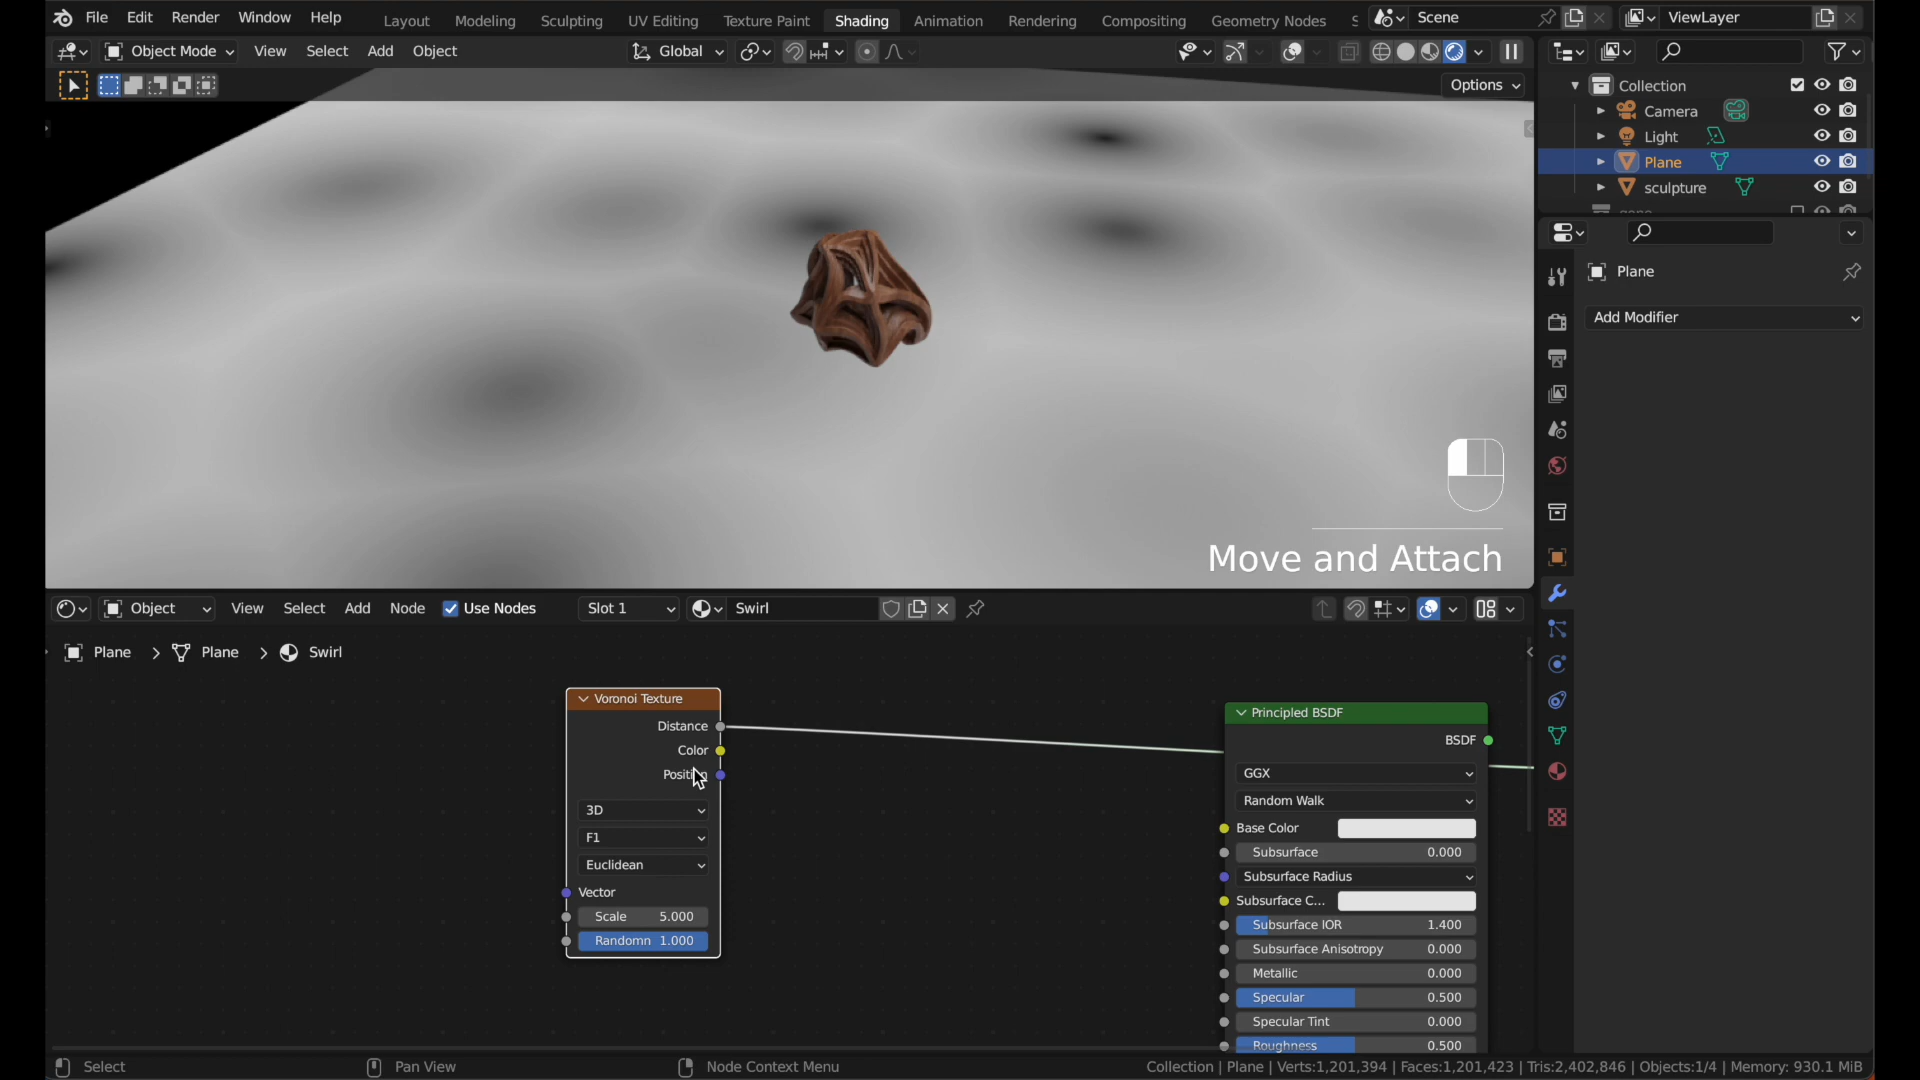 File Edit Render Window Help Layout Modeling Sculpting UV Editing Texture Paint Shading Animation Rendering Compositing Geometry Nodes Scene ViewLayer
Object Mode View Select Add Object Global
Options
Collection
Camera
Light
Plane
sculpture
Plane
Add Modifier
Move and Attach
Object View Select Add Node Use Nodes Slot 1 Swirl
Plane > Plane > Swirl
Voronoi Texture
Distance
Color
Position
3D
F1
Euclidean
Vector
Scale 5.000
Randomn 1.000
Principled BSDF
BSDF
GGX
Random Walk
Base Color
Subsurface 0.000
Subsurface Radius
Subsurface C...
Subsurface IOR 1.400
Subsurface Anisotropy 0.000
Metallic 0.000
Specular 0.500
Specular Tint 0.000
Roughness 0.500
Select Pan View Node Context Menu Collection | Plane | Verts:1,201,394 | Faces:1,201,423 | Tris:2,402,846 | Objects:1/4 | Memory: 930.1 MiB